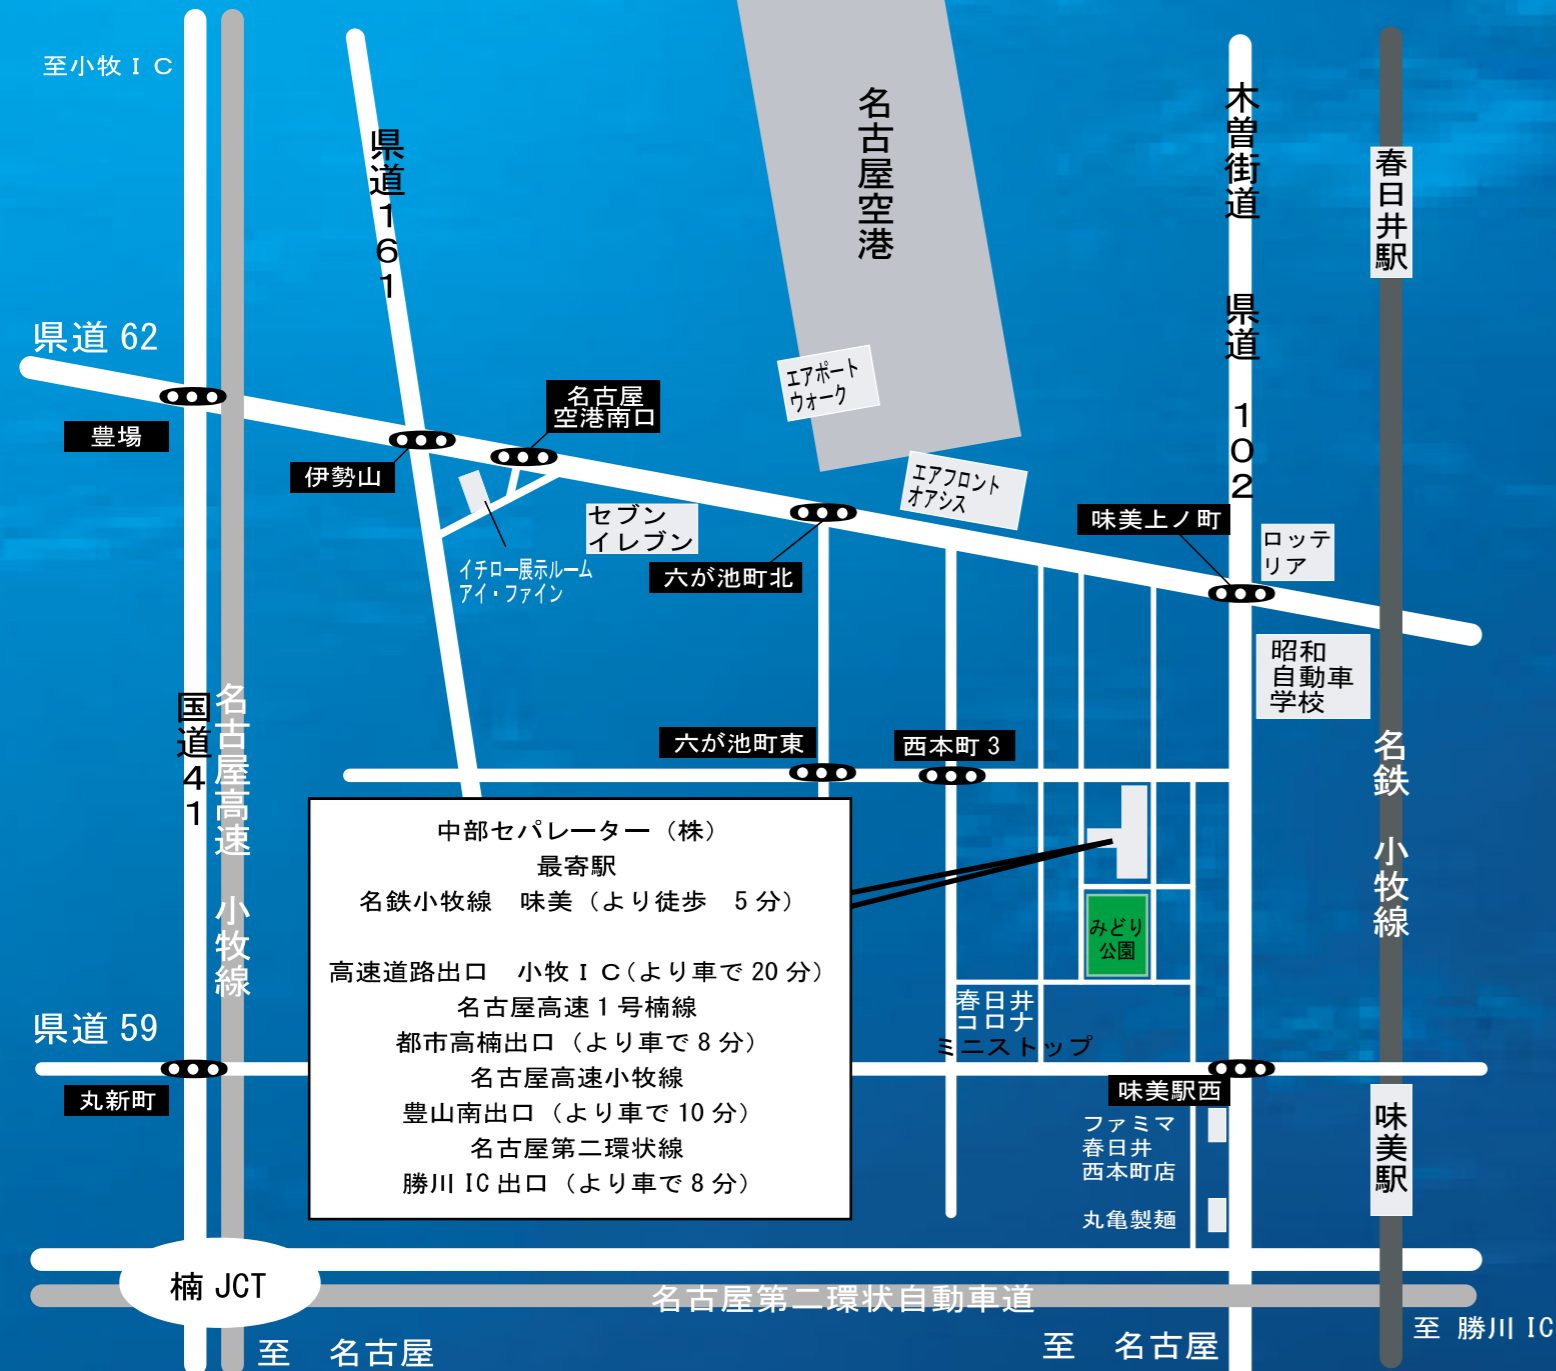 至小牧ＩＣ
県道161
名古屋空港
木曽街道　県道　102
春日井駅
県道 62
豊場
伊勢山
名古屋
空港南口
エアポート
ウォーク
エアフロント
オアシス
セブン
イレブン
イチロー展示ルーム
アイ・ファイン
六が池町北
味美上ノ町
ロッテ
リア
昭和
自動車
学校
国道41
名古屋高速　小牧線
六が池町東
西本町 3
名鉄　小牧線
中部セパレーター（株）
最寄駅
名鉄小牧線　味美（より徒歩　5 分）
高速道路出口　小牧ＩＣ（より車で 20 分）
名古屋高速 1 号楠線
都市高楠出口（より車で 8 分）
名古屋高速小牧線
豊山南出口（より車で 10 分）
名古屋第二環状線
勝川 IC 出口（より車で 8 分）
みどり
公園
春日井
コロナ
ミニストップ
県道 59
丸新町
味美駅西
ファミマ
春日井
西本町店
丸亀製麺
味美駅
楠 JCT
名古屋第二環状自動車道
至　名古屋
至　名古屋
至 勝川 IC